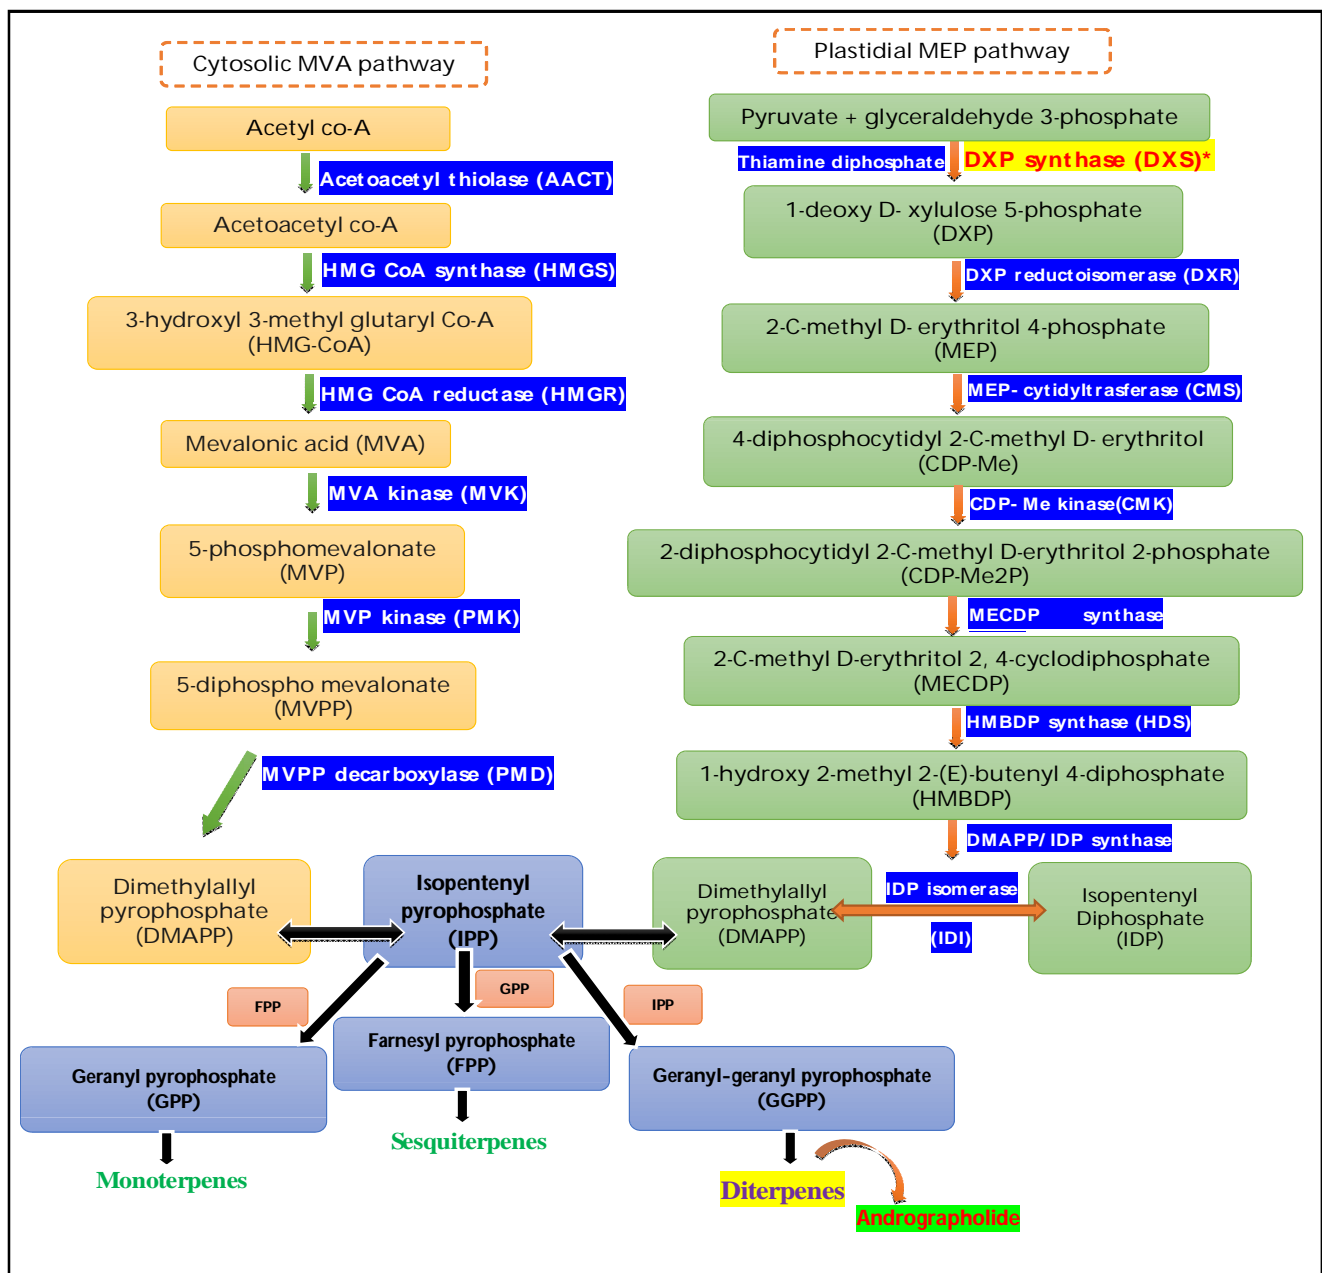 Cytosolic MVA pathway
Acetyl co-A
Acetoacetyl thiolase (AACT)
Acetoacetyl co-A
HMG CoA synthase (HMGS)
3-hydroxyl 3-methyl glutaryl Co-A
(HMG-CoA)
HMG CoA reductase (HMGR)
Mevalonic acid (MVA)
MVA kinase (MVK)
5-phosphomevalonate
(MVP)
MVP kinase (PMK)
5-diphospho mevalonate
(MVPP)
MVPP decarboxylase (PMD)
Dimethylallyl
pyrophosphate
(DMAPP)
Plastidial MEP pathway
Pyruvate + glyceraldehyde 3-phosphate
Thiamine diphosphate
DXP synthase (DXS)*
1-deoxy D- xylulose 5-phosphate
(DXP)
DXP reductoisomerase (DXR)
2-C-methyl D- erythritol 4-phosphate
(MEP)
MEP- cytidyltrasferase (CMS)
4-diphosphocytidyl 2-C-methyl D- erythritol
(CDP-Me)
CDP- Me kinase(CMK)
2-diphosphocytidyl 2-C-methyl D-erythritol 2-phosphate
(CDP-Me2P)
MECDP synthase
2-C-methyl D-erythritol 2, 4-cyclodiphosphate
(MECDP)
HMBDP synthase (HDS)
1-hydroxy 2-methyl 2-(E)-butenyl 4-diphosphate
(HMBDP)
DMAPP/ IDP synthase
Isopentenyl
pyrophosphate
(IPP)
Dimethylallyl
pyrophosphate
(DMAPP)
IDP isomerase
(IDI)
Isopentenyl
Diphosphate
(IDP)
FPP
GPP
IPP
Geranyl pyrophosphate
(GPP)
Farnesyl pyrophosphate
(FPP)
Geranyl-geranyl pyrophosphate
(GGPP)
Monoterpenes
Sesquiterpenes
Diterpenes
Andrographolide